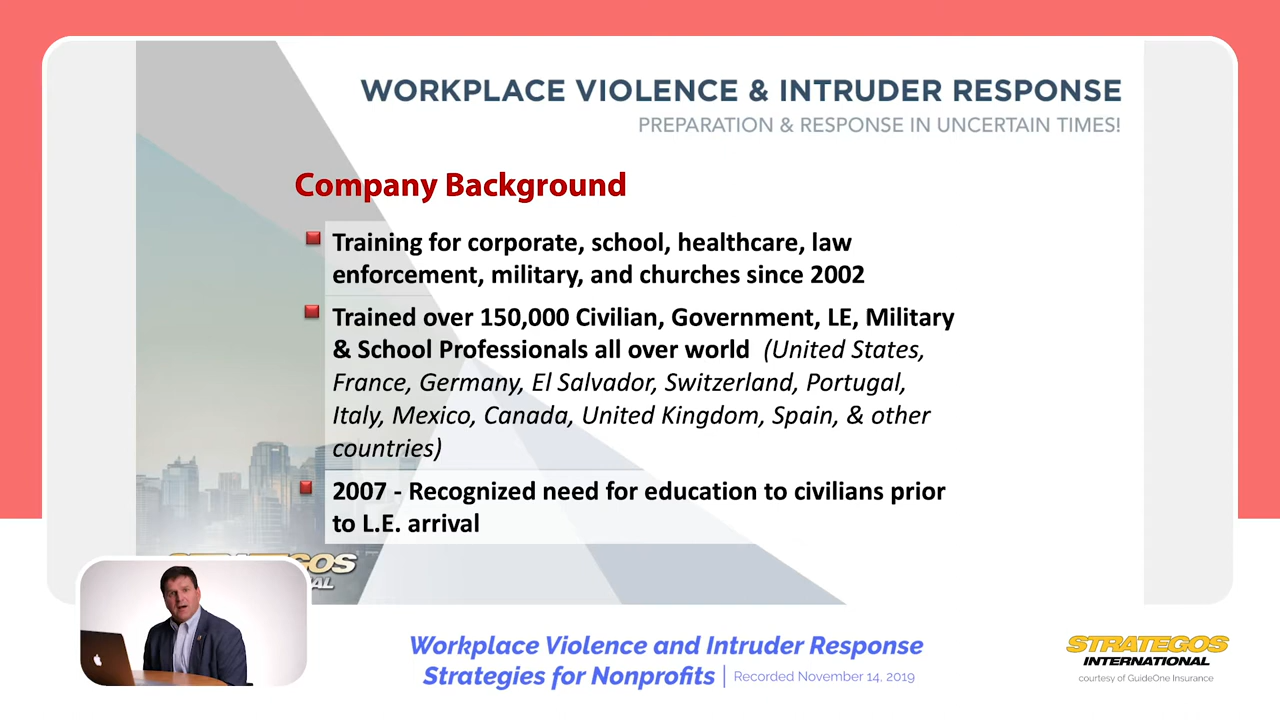 WORKPLACE VIOLENCE & INTRUDER RESPONSE
PREPARATION & RESPONSE IN UNCERTAIN TIMES!
Company Background
Training for corporate, school, healthcare, law
enforcement, military, and churches since 2002
Trained over 150,000 Civilian, Government, LE, Military
& School Professionals all over world (United States,
France, Germany, El Salvador, Switzerland, Portugal,
Italy, Mexico, Canada, United Kingdom, Spain, & other
countries)
2007 - Recognized need for education to civilians prior
to L.E. arrival
Workplace Violence and Intruder Response
Strategies for Nonprofits | Recorded November 14, 2019
STRATEGOS
INTERNATIONAL
courtesy of GuideOne Insurance